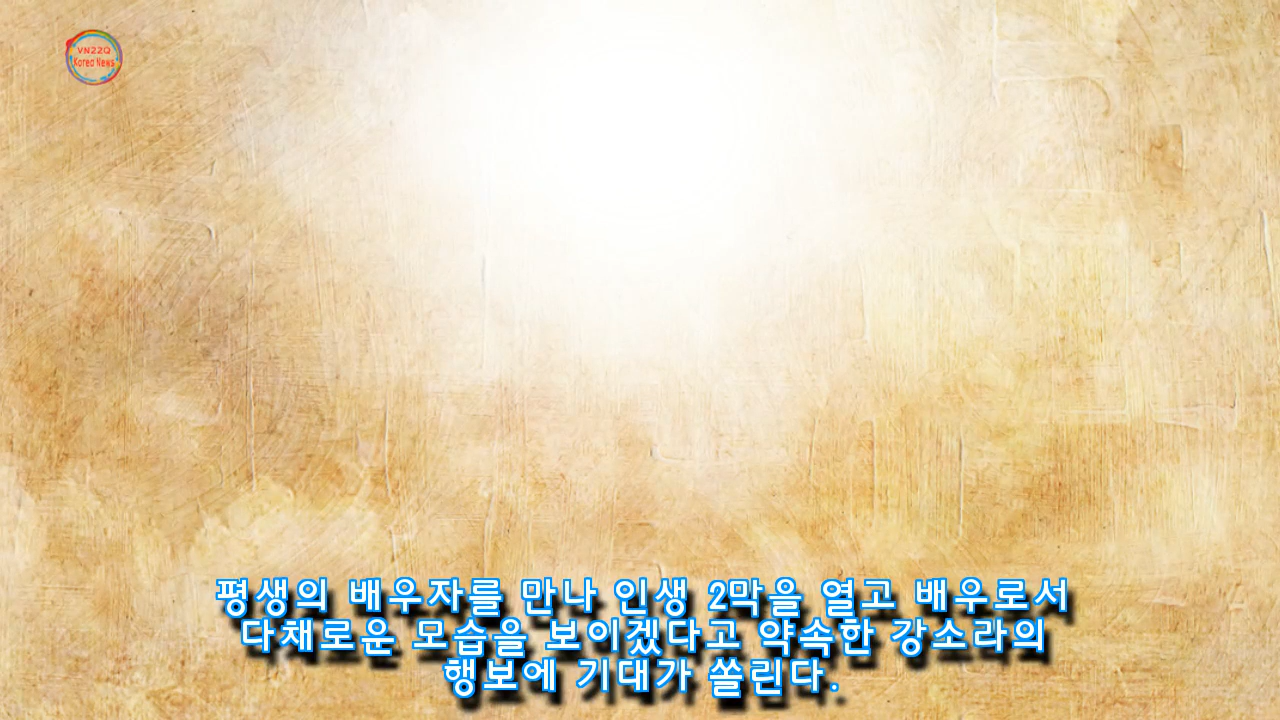 VN22Q
Korea News
평생의 배우자를 만나 인생 2막을 열고 배우로서
다채로운 모습을 보이겠다고 약속한 강소라의
행보에 기대가 쏠린다.